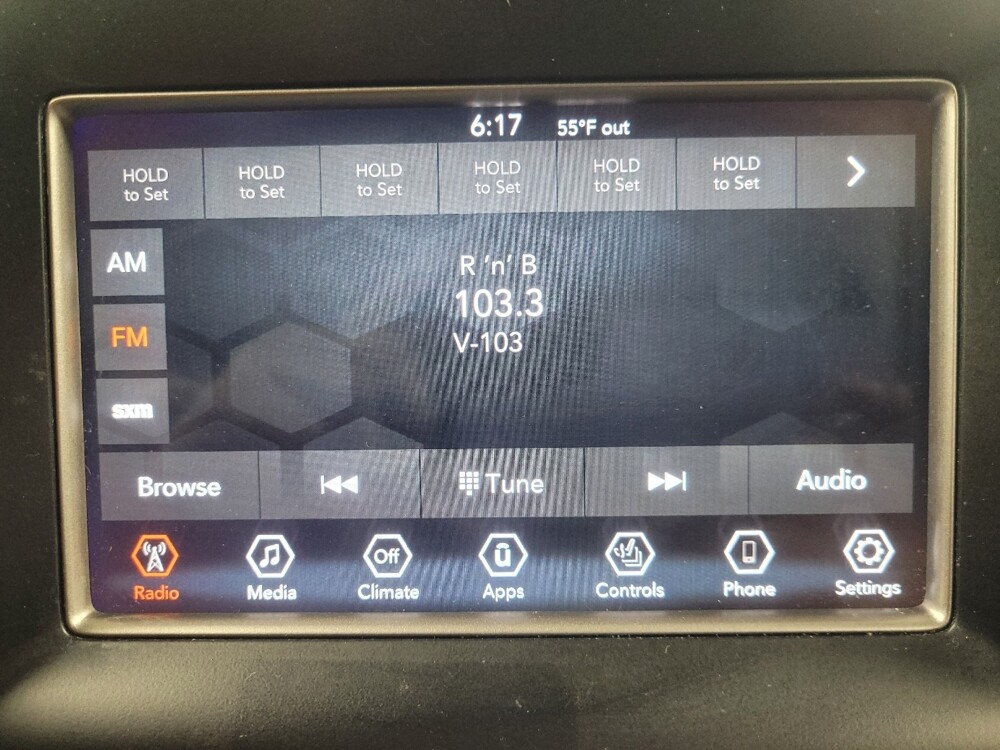 6:17 55°F out
HOLD to Set
HOLD to Set
HOLD to Set
HOLD to Set
HOLD to Set
HOLD to Set
AM
FM
sxm
R 'n' B
103.3
V-103
Browse Tune Audio
Off
Radio Media Climate Apps Controls Phone Settings